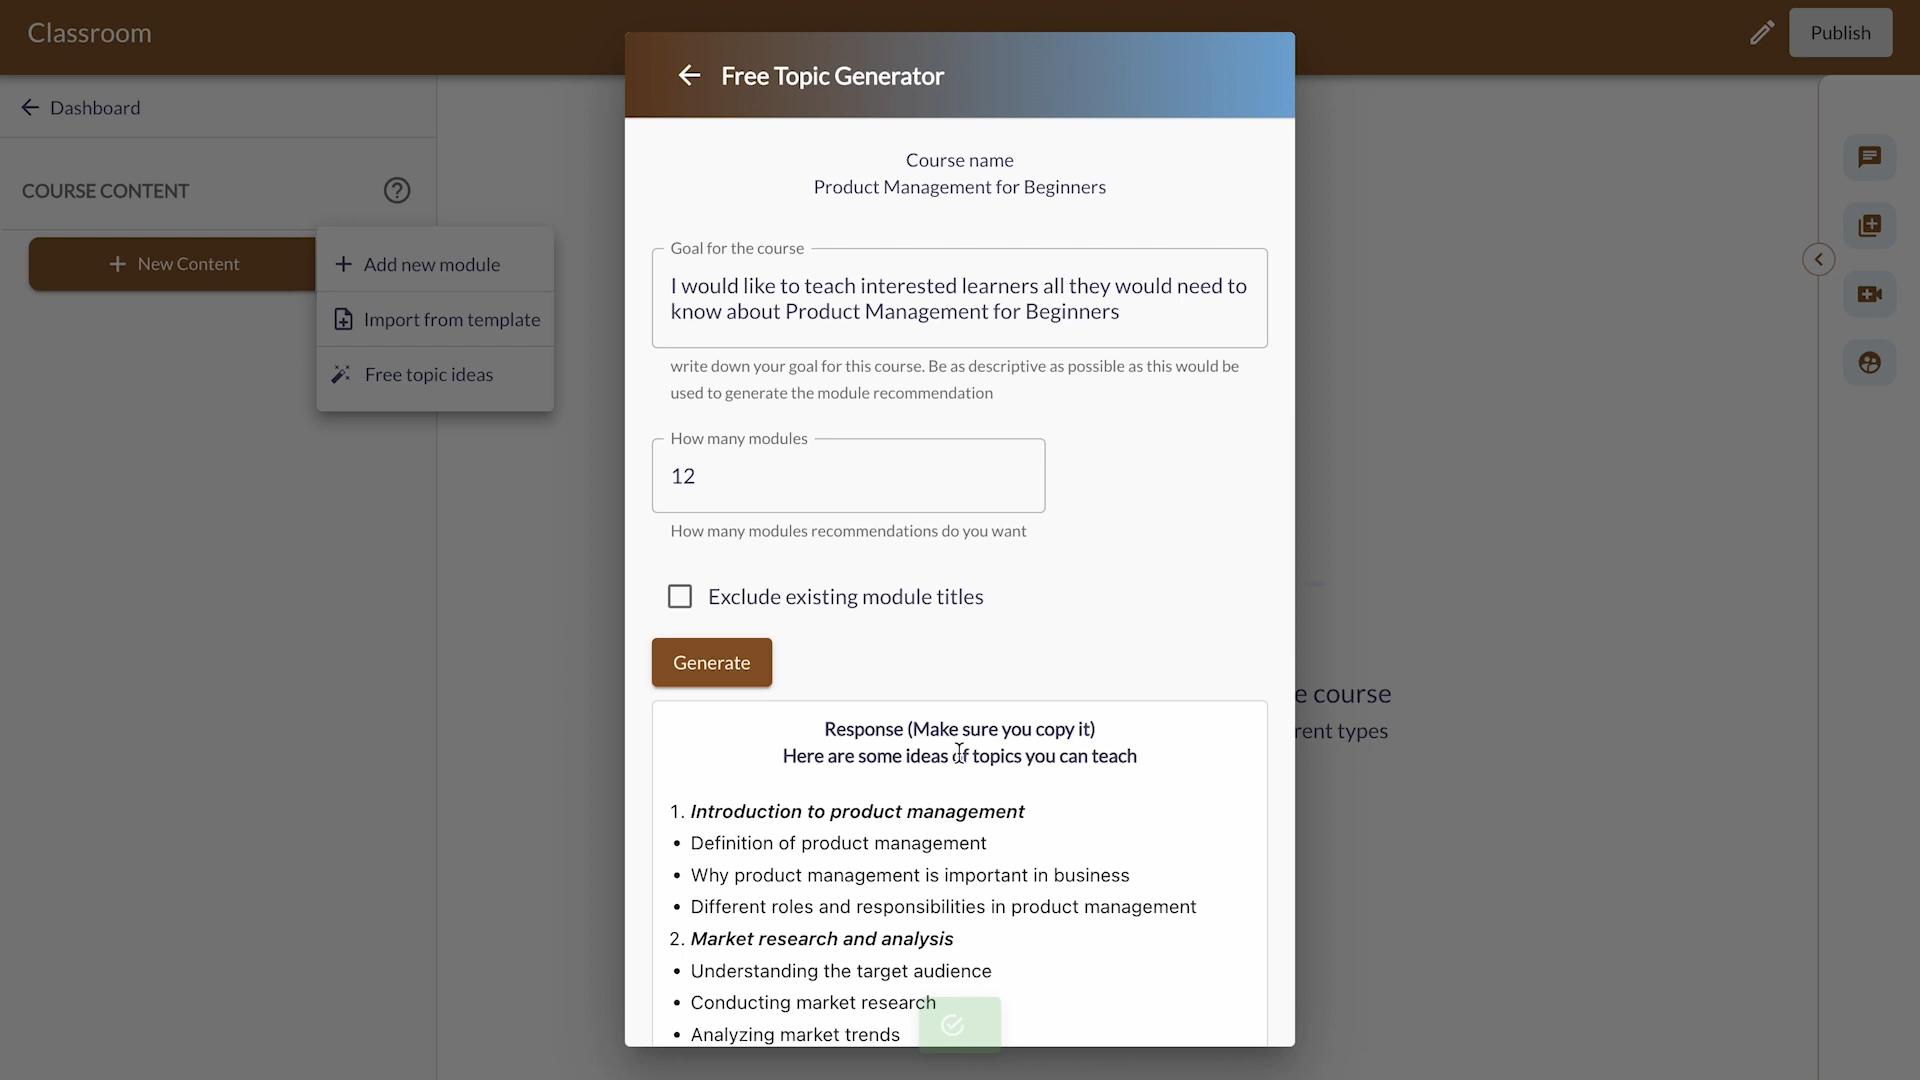 Classroom
Publish
Dashboard
COURSE CONTENT
New Content
Add new module
Import from template
Free topic ideas
Free Topic Generator
Course name
Product Management for Beginners
Goal for the course
I would like to teach interested learners all they would need to
know about Product Management for Beginners
write down your goal for this course. Be as descriptive as possible as this would be
used to generate the module recommendation
How many modules
12
How many modules recommendations do you want
Exclude existing module titles
Generate
Response (Make sure you copy it)
Here are some ideas of topics you can teach
1. Introduction to product management
• Definition of product management
• Why product management is important in business
• Different roles and responsibilities in product management
2. Market research and analysis
• Understanding the target audience
• Conducting market research
• Analyzing market trends
e course
rent types